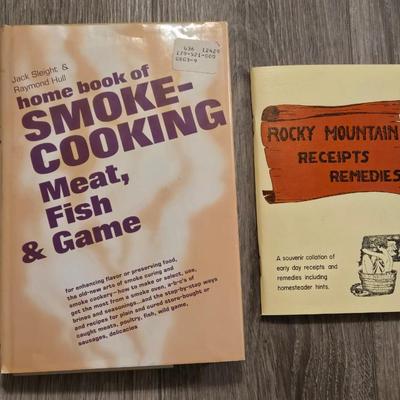 636 12420
Jack Sleight &
Raymond Hull
home book of
SMOKE-
COOKING
Meat,
Fish
& Game
for enhancing flavor or preserving food,
the old-new arts of smoke curing and
smoke cookery—how to make or select, use,
get the most from a smoke oven, a-b-c's of
brines and seasonings...and the step-by-step ways
and recipes for plain and cured store-bought or
caught meats, poultry, fish, wild game,
sausages, delicacies
ROCKY MOUNTAIN
RECEIPTS
REMEDIES
A souvenir collation of
early day receipts and
remedies including
homesteader hints.